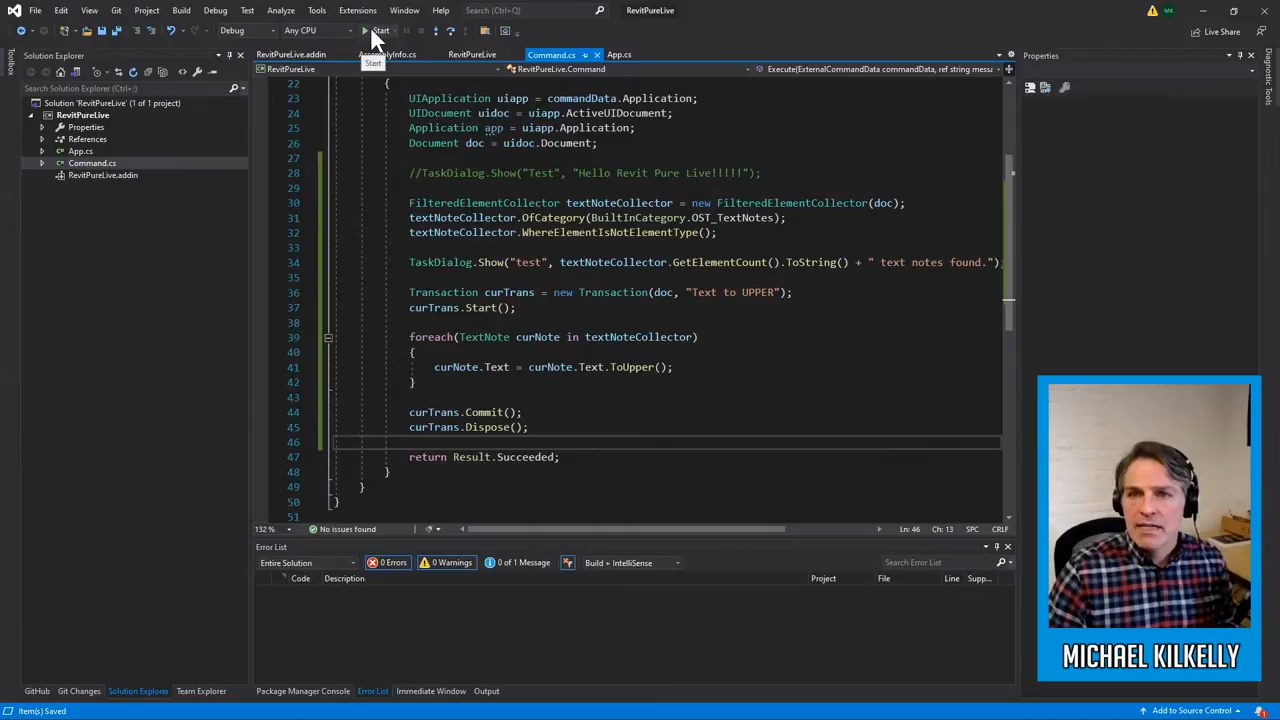 File Edit View Git Project Build Debug Test Analyze Tools Extensions Window Help Search (Ctrl+Q) RevitPureLive MK
Debug Any CPU Start Live Share
Start
Toolbox
Solution Explorer
Search Solution Explorer (Ctrl+;)
Solution 'RevitPureLive' (1 of 1 project)
RevitPureLive
Properties
References
App.cs
Command.cs
RevitPureLive.addin
RevitPureLive.addin AssemblyInfo.cs RevitPureLive Command.cs App.cs
RevitPureLive RevitPureLive.Command Execute(ExternalCommandData commandData, ref string messa
22 {
23 UIApplication uiapp = commandData.Application;
24 UIDocument uidoc = uiapp.ActiveUIDocument;
25 Application app = uiapp.Application;
26 Document doc = uidoc.Document;
27
28 //TaskDialog.Show("Test", "Hello Revit Pure Live!!!!!");
30 FilteredElementCollector textNoteCollector = new FilteredElementCollector(doc);
31 textNoteCollector.OfCategory(BuiltInCategory.OST_TextNotes);
32 textNoteCollector.WhereElementIsNotElementType();
33
34 TaskDialog.Show("test", textNoteCollector.GetElementCount().ToString() + " text notes found.");
36 Transaction curTrans = new Transaction(doc, "Text to UPPER");
37 curTrans.Start();
38
39 foreach(TextNote curNote in textNoteCollector)
40 {
41 curNote.Text = curNote.Text.ToUpper();
42 }
43
44 curTrans.Commit();
45 curTrans.Dispose();
46
47 return Result.Succeeded;
48 }
49 }
50 }
51
132 % No issues found Ln: 46 Ch: 13 SPC CRLF
Error List
Entire Solution 0 Errors 0 Warnings 0 of 1 Message Build + IntelliSense Search Error List
Code Description Project File Line Supp...
Properties
MICHAEL KILKELLY
GitHub Git Changes Solution Explorer Team Explorer Package Manager Console Error List Immediate Window Output
Item(s) Saved Add to Source Control 1